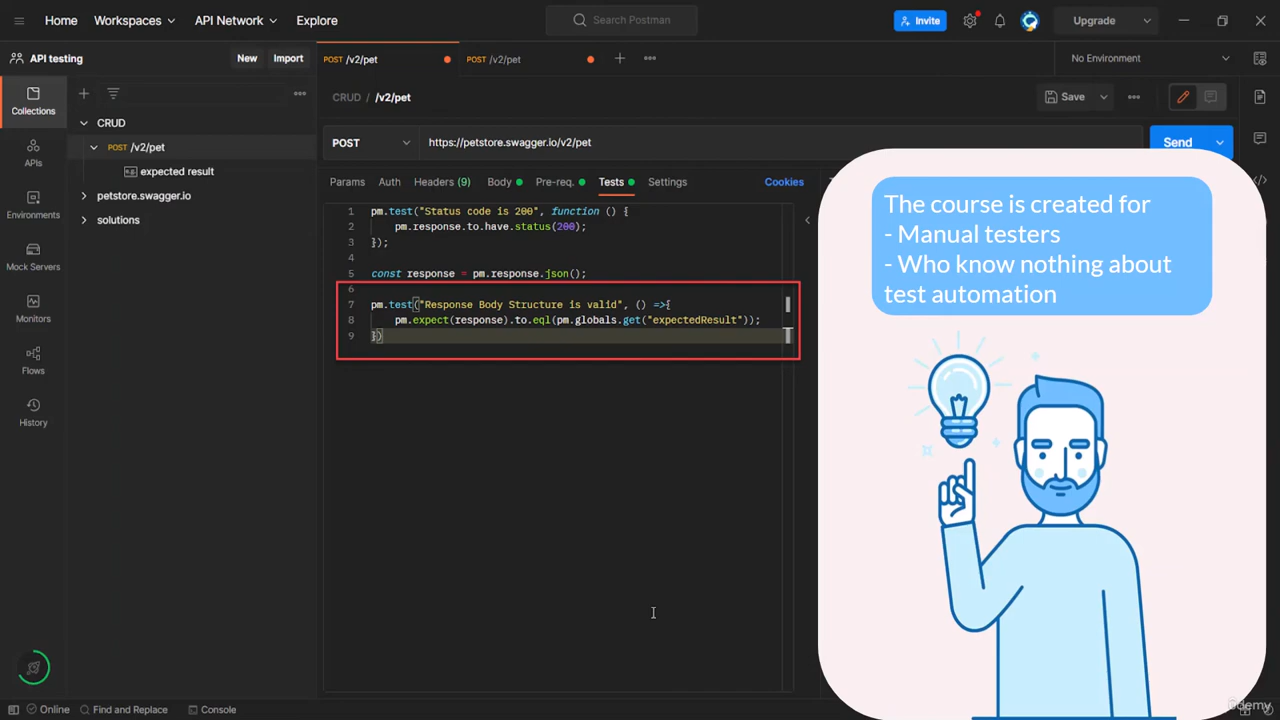 Home Workspaces API Network Explore Search Postman Invite Upgrade
API testing New Import POST /v2/pet POST /v2/pet No Environment
Collections
APIs
Environments
Mock Servers
Monitors
Flows
History
CRUD
POST /v2/pet
expected result
petstore.swagger.io
solutions
CRUD / /v2/pet Save
POST https://petstore.swagger.io/v2/pet Send
Params Auth Headers (9) Body Pre-req. Tests Settings Cookies
1 pm.test("Status code is 200", function () {
2 pm.response.to.have.status(200);
3 });
4
5 const response = pm.response.json();
6
7 pm.test("Response Body Structure is valid", () =>{
8 pm.expect(response).to.eql(pm.globals.get("expectedResult"));
9 })
The course is created for
- Manual testers
- Who know nothing about
test automation
Online Find and Replace Console